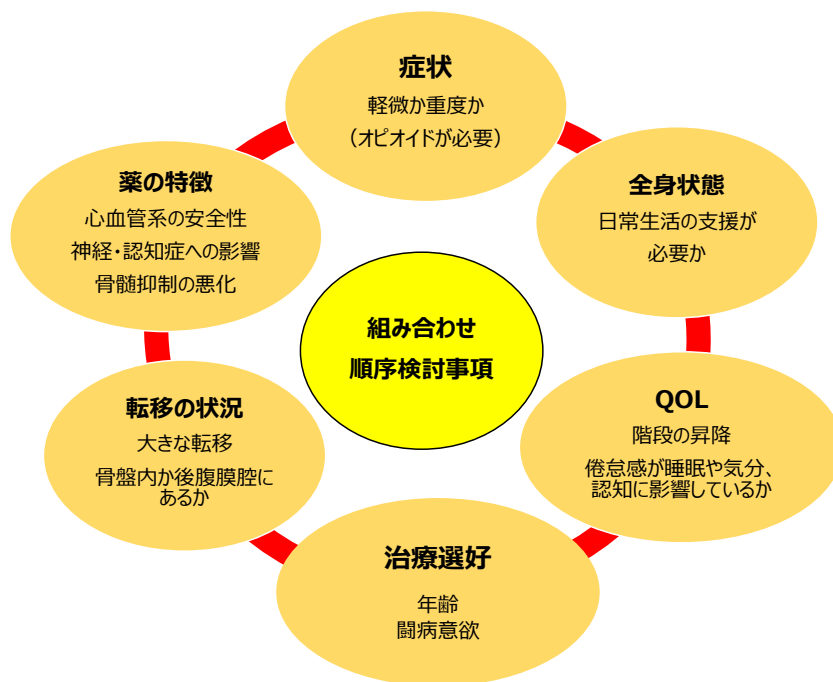 症状
軽微か重度か
（オピオイドが必要）
全身状態
日常生活の支援が
必要か
QOL
階段の昇降
倦怠感が睡眠や気分、
認知に影響しているか
治療選好
年齢
闘病意欲
転移の状況
大きな転移
骨盤内か後腹膜腔に
あるか
薬の特徴
心血管系の安全性
神経・認知症への影響
骨髄抑制の悪化
組み合わせ
順序検討事項